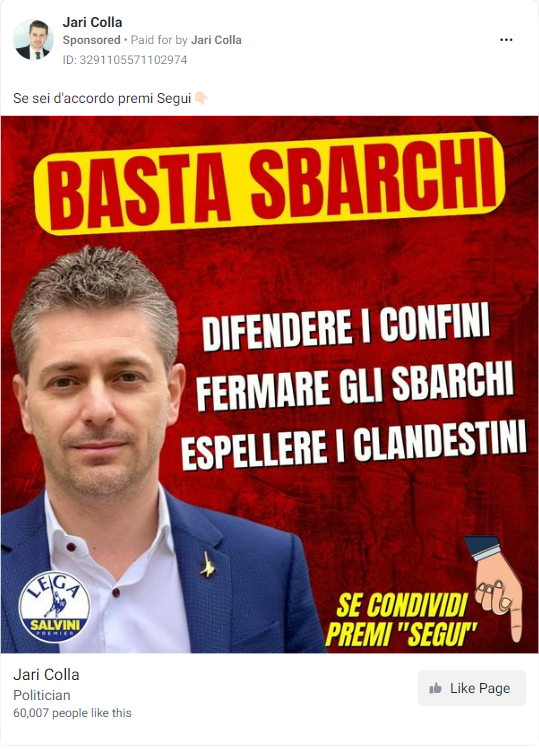 Jari Colla
Sponsored • Paid for by Jari Colla
ID: 3291105571102974
Se sei d'accordo premi Segui👇🏻
BASTA SBARCHI
DIFENDERE I CONFINI
FERMARE GLI SBARCHI
ESPELLERE I CLANDESTINI
LEGA
SALVINI
PREMIER
SE CONDIVIDI
PREMI "SEGUI"
Jari Colla
Politician
60,007 people like this
Like Page